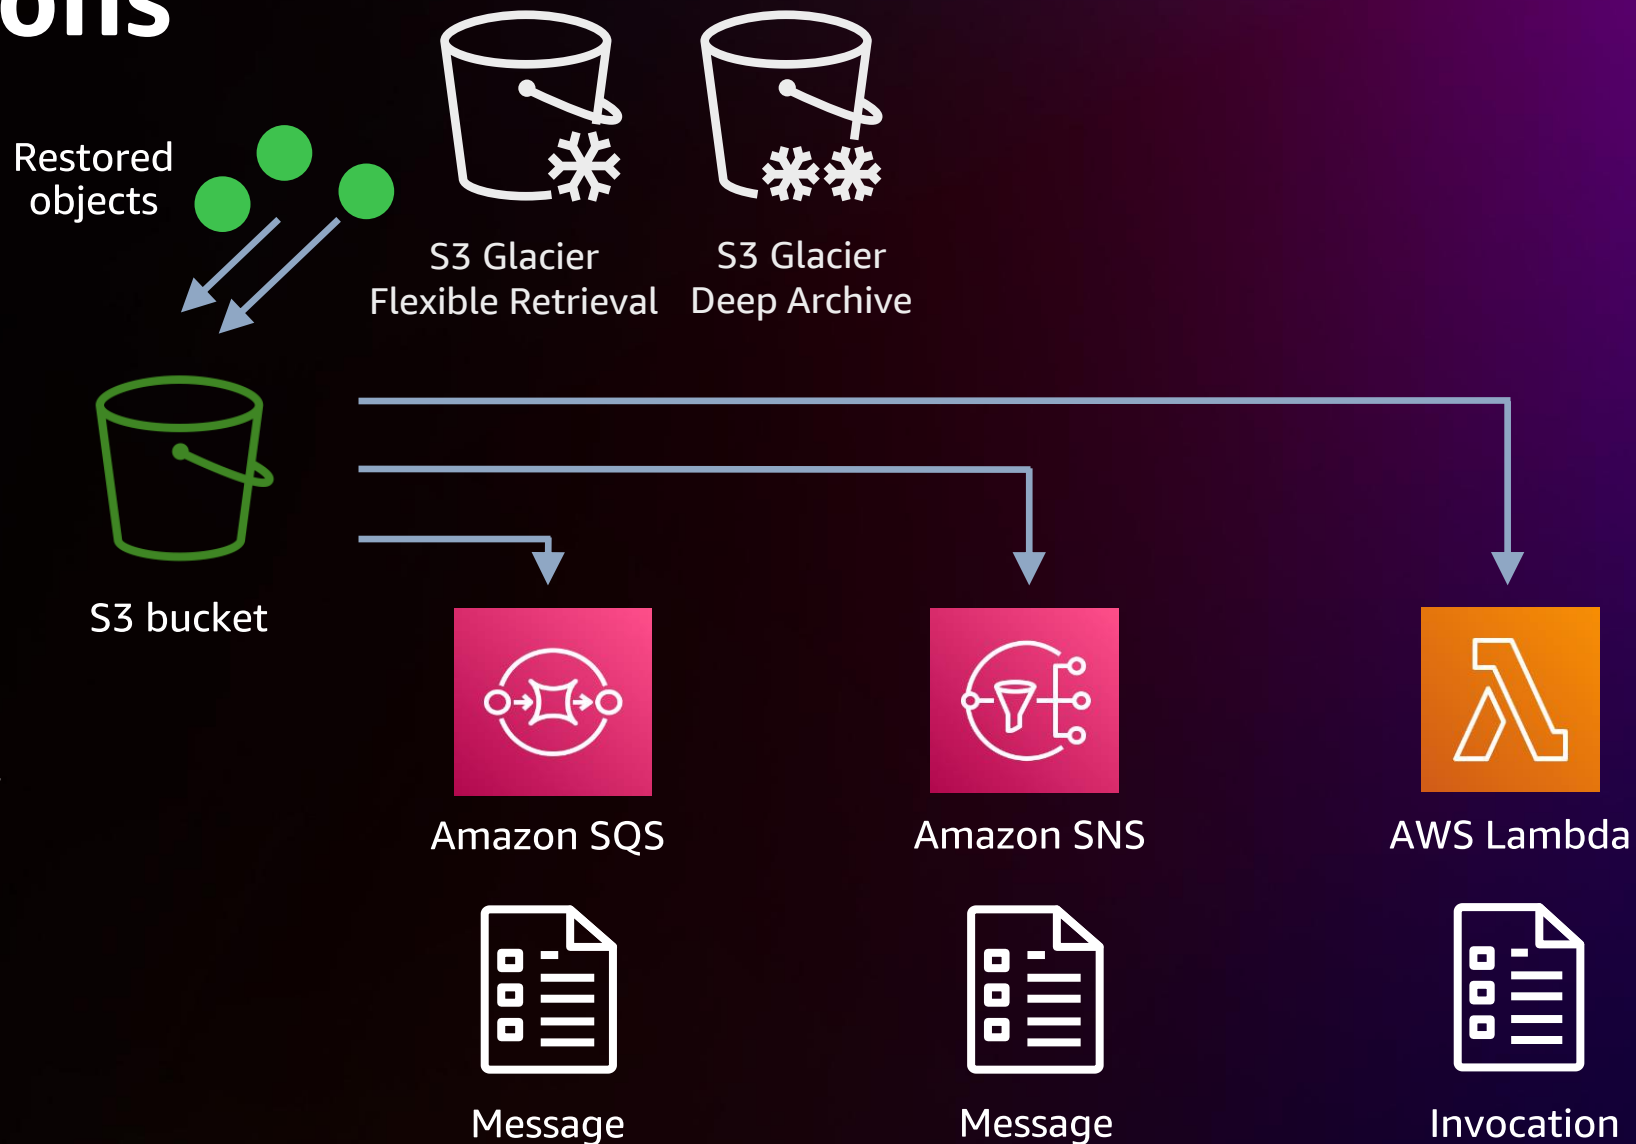 ons
Restored
objects
S3 Glacier
Flexible Retrieval
S3 Glacier
Deep Archive
S3 bucket
Amazon SQS
Amazon SNS
AWS Lambda
Message
Message
Invocation